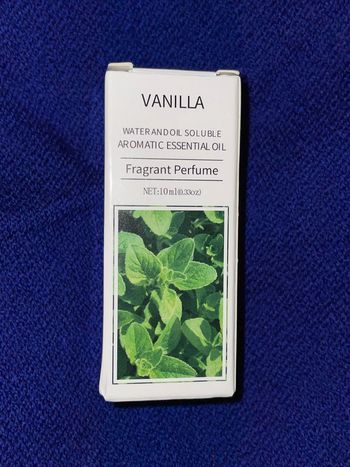 VANILLA
WATER AND OIL SOLUBLE
AROMATIC ESSENTIAL OIL
Fragrant Perfume
NET:10ml(0.33oz)